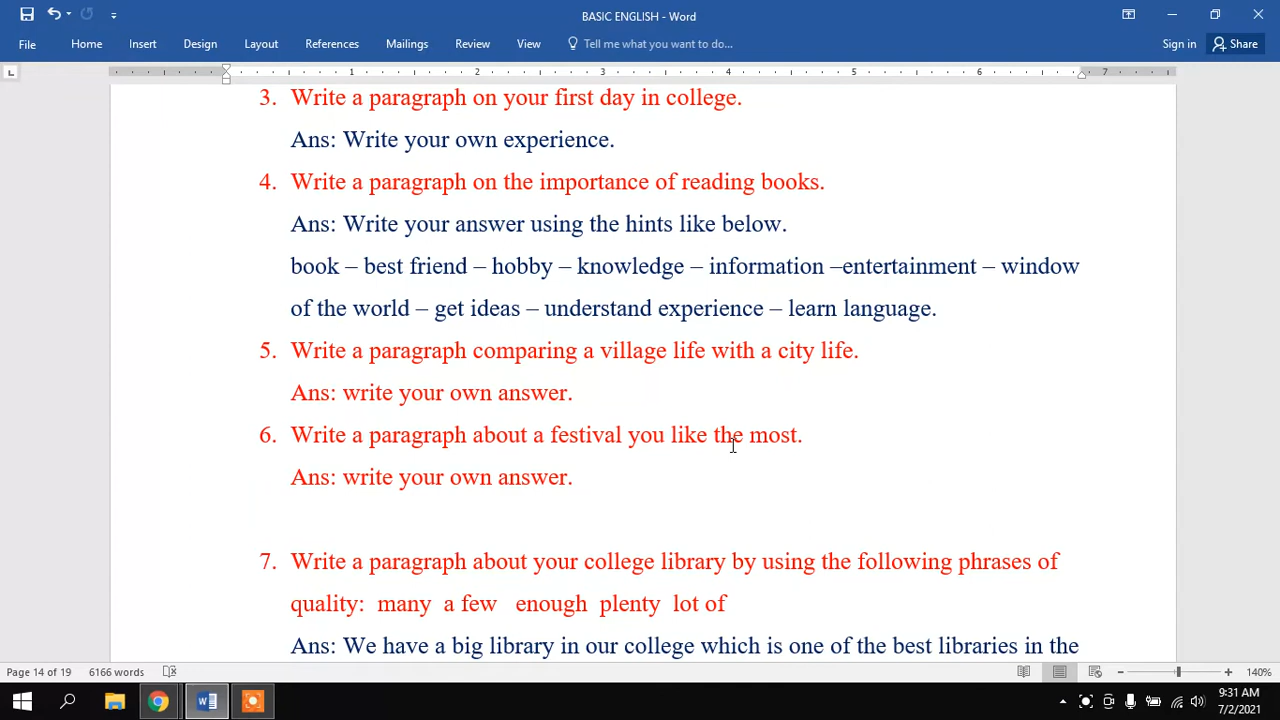 BASIC ENGLISH - Word
File Home Insert Design Layout References Mailings Review View Tell me what you want to do... Sign in Share
1 2 3 4 5 6 7
3. Write a paragraph on your first day in college.
Ans: Write your own experience.
4. Write a paragraph on the importance of reading books.
Ans: Write your answer using the hints like below.
book – best friend – hobby – knowledge – information –entertainment – window
of the world – get ideas – understand experience – learn language.
5. Write a paragraph comparing a village life with a city life.
Ans: write your own answer.
6. Write a paragraph about a festival you like the most.
Ans: write your own answer.
7. Write a paragraph about your college library by using the following phrases of
quality: many a few enough plenty lot of
Ans: We have a big library in our college which is one of the best libraries in the
Page 14 of 19 6166 words 140%
9:31 AM
7/2/2021